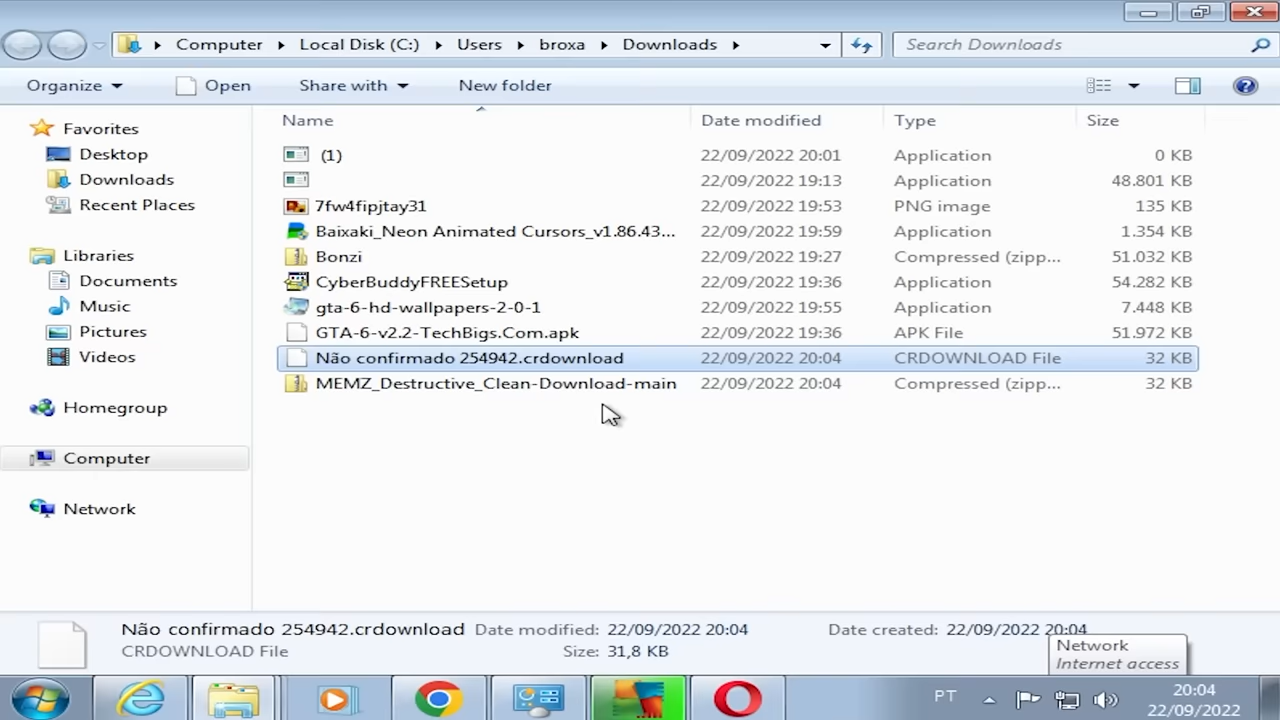 Computer Local Disk (C:) Users broxa Downloads Search Downloads
Organize Open Share with New folder
Name Date modified Type Size
Favorites
Desktop
Downloads
Recent Places
Libraries
Documents
Music
Pictures
Videos
Homegroup
Computer
Network
(1) 22/09/2022 20:01 Application 0 KB
22/09/2022 19:13 Application 48.801 KB
7fw4fipjtay31 22/09/2022 19:53 PNG image 135 KB
Baixaki_Neon Animated Cursors_v1.86.43... 22/09/2022 19:59 Application 1.354 KB
Bonzi 22/09/2022 19:27 Compressed (zipp... 51.032 KB
CyberBuddyFREESetup 22/09/2022 19:36 Application 54.282 KB
gta-6-hd-wallpapers-2-0-1 22/09/2022 19:55 Application 7.448 KB
GTA-6-v2.2-TechBigs.Com.apk 22/09/2022 19:36 APK File 51.972 KB
Não confirmado 254942.crdownload 22/09/2022 20:04 CRDOWNLOAD File 32 KB
MEMZ_Destructive_Clean-Download-main 22/09/2022 20:04 Compressed (zipp... 32 KB
Não confirmado 254942.crdownload Date modified: 22/09/2022 20:04 Date created: 22/09/2022 20:04
CRDOWNLOAD File Size: 31,8 KB
Network
Internet access
PT 20:04
22/09/2022